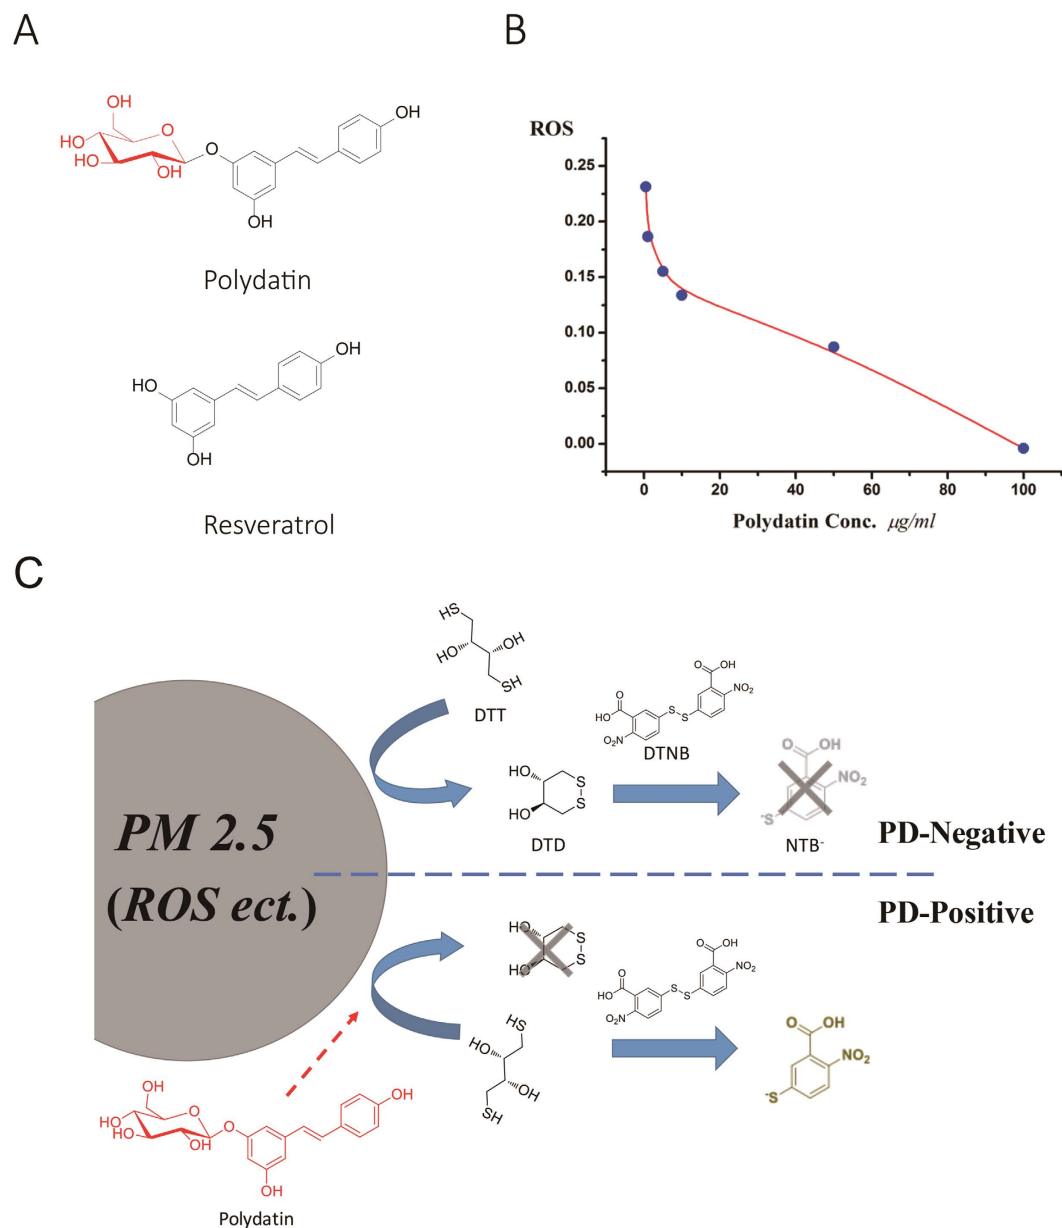 A
B
OH
O
HO
HO
OH
O
OH
OH
Polydatin
OH
HO
OH
Resveratrol
ROS
0.25
0.20
0.15
0.10
0.05
0.00
0
20
40
60
80
100
Polydatin Conc. μg/ml
C
HS
HO
OH
SH
DTT
O
OH
NO₂
S
S
O
HO
O₂N
DTNB
HO
HO
S
S
DTD
O
OH
NO₂
⁻S
NTB⁻
PM 2.5
(ROS ect.)
PD-Negative
PD-Positive
HO
HO
S
S
O
OH
NO₂
S
S
O
HO
O₂N
HS
HO
OH
SH
O
OH
NO₂
⁻S
OH
O
HO
HO
OH
O
OH
OH
Polydatin